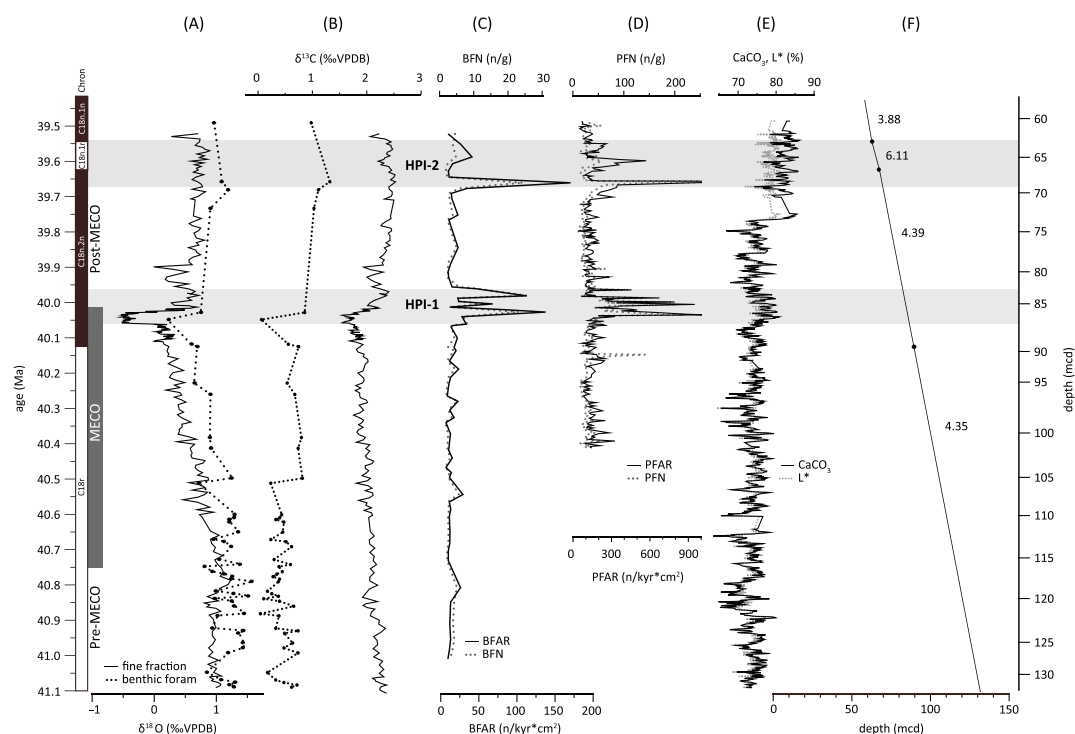 (A) (B) (C) (D) (E) (F)
δ13C (‰VPDB) BFN (n/g) PFN (n/g) CaCO3, L* (%)
0 1 2 3 0 10 20 30 0 100 200 70 80 90
Chron
C18n.1n
C18n.1r
C18n.2n
C18r
Post-MECO
MECO
Pre-MECO
age (Ma)
39.5
39.6
39.7
39.8
39.9
40.0
40.1
40.2
40.3
40.4
40.5
40.6
40.7
40.8
40.9
41.0
41.1
HPI-2
HPI-1
3.88
6.11
4.39
4.35
60
65
70
75
80
85
90
95
100
105
110
115
120
125
130
depth (mcd)
PFAR
PFN
CaCO3
L*
0 300 600 900
PFAR (n/kyr*cm2)
BFAR
BFN
fine fraction
benthic foram
−1 0 1 0 50 100 150 200 0 50 100 150
δ18O (‰VPDB) BFAR (n/kyr*cm2) depth (mcd)